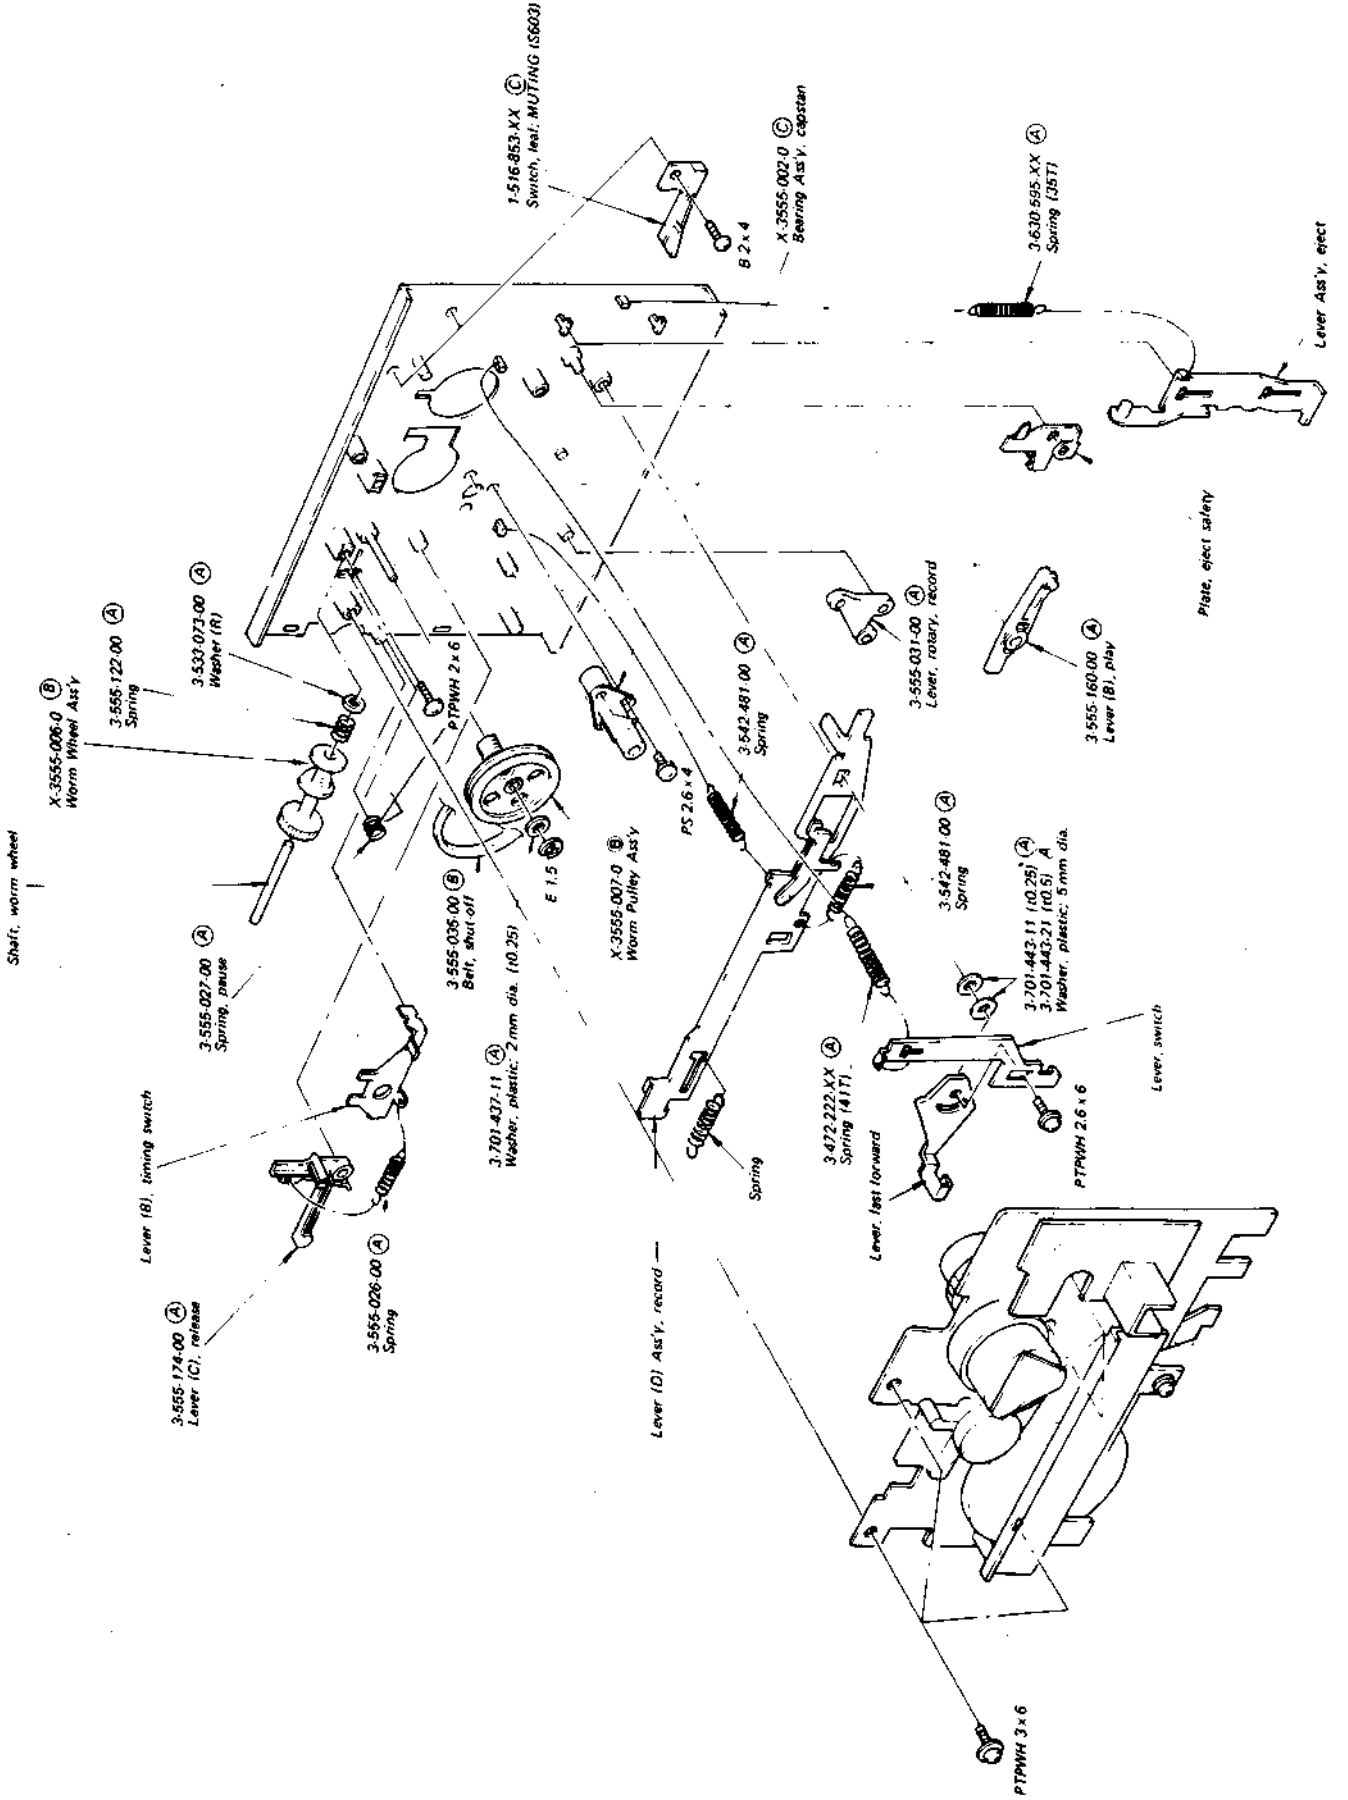 Shaft, worm wheel
X-3555-006-0 (B)
Worm Wheel Ass'y
3-555-122-00 (A)
Spring
3-533-073-00 (A)
Washer (R)
1-516-853-XX (C)
Switch, leaf; MUTING (S603)
B 2 x 4
X-3555-002-0 (C)
Bearing Ass'y, capstan
3-630-595-XX (A)
Spring (35T)
Lever Ass'y, eject
Plate, eject safety
3-555-027-00 (A)
Spring, pause
PTPWH 2 x 6
3-555-035-00 (B)
Belt, shut-off
3-701-437-11 (A)
Washer, plastic; 2 mm dia. (t0.25)
E 1.5
X-3555-007-0 (B)
Worm Pulley Ass'y
PS 2.6 x 4
3-542-481-00 (A)
Spring
3-555-031-00 (A)
Lever, rotary, record
3-555-160-00 (A)
Lever (B), play
Lever (B), timing switch
3-555-174-00 (A)
Lever (C), release
3-555-026-00 (A)
Spring
Lever (D) Ass'y, record
Spring
3-472-222-XX (A)
Spring (41T)
3-542-481-00 (A)
Spring
3-701-443-11 (t0.25) (A)
3-701-443-21 (t0.5) A
Washer, plastic; 5 mm dia.
Lever, switch
Lever, fast forward
PTPWH 2.6 x 6
PTPWH 3 x 6